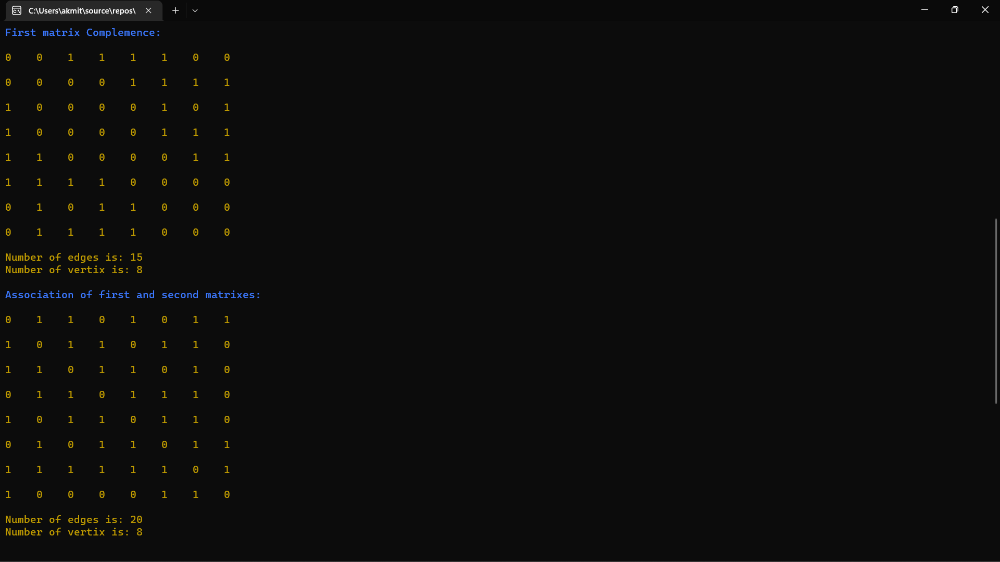 C:\Users\akmit\source\repos\
First matrix Complemence:
0 0 1 1 1 1 0 0
0 0 0 0 1 1 1 1
1 0 0 0 0 1 0 1
1 0 0 0 0 1 1 1
1 1 0 0 0 0 1 1
1 1 1 1 0 0 0 0
0 1 0 1 1 0 0 0
0 1 1 1 1 0 0 0
Number of edges is: 15
Number of vertix is: 8
Association of first and second matrixes:
0 1 1 0 1 0 1 1
1 0 1 1 0 1 1 0
1 1 0 1 1 0 1 0
0 1 1 0 1 1 1 0
1 0 1 1 0 1 1 0
0 1 0 1 1 0 1 1
1 1 1 1 1 1 0 1
1 0 0 0 0 1 1 0
Number of edges is: 20
Number of vertix is: 8